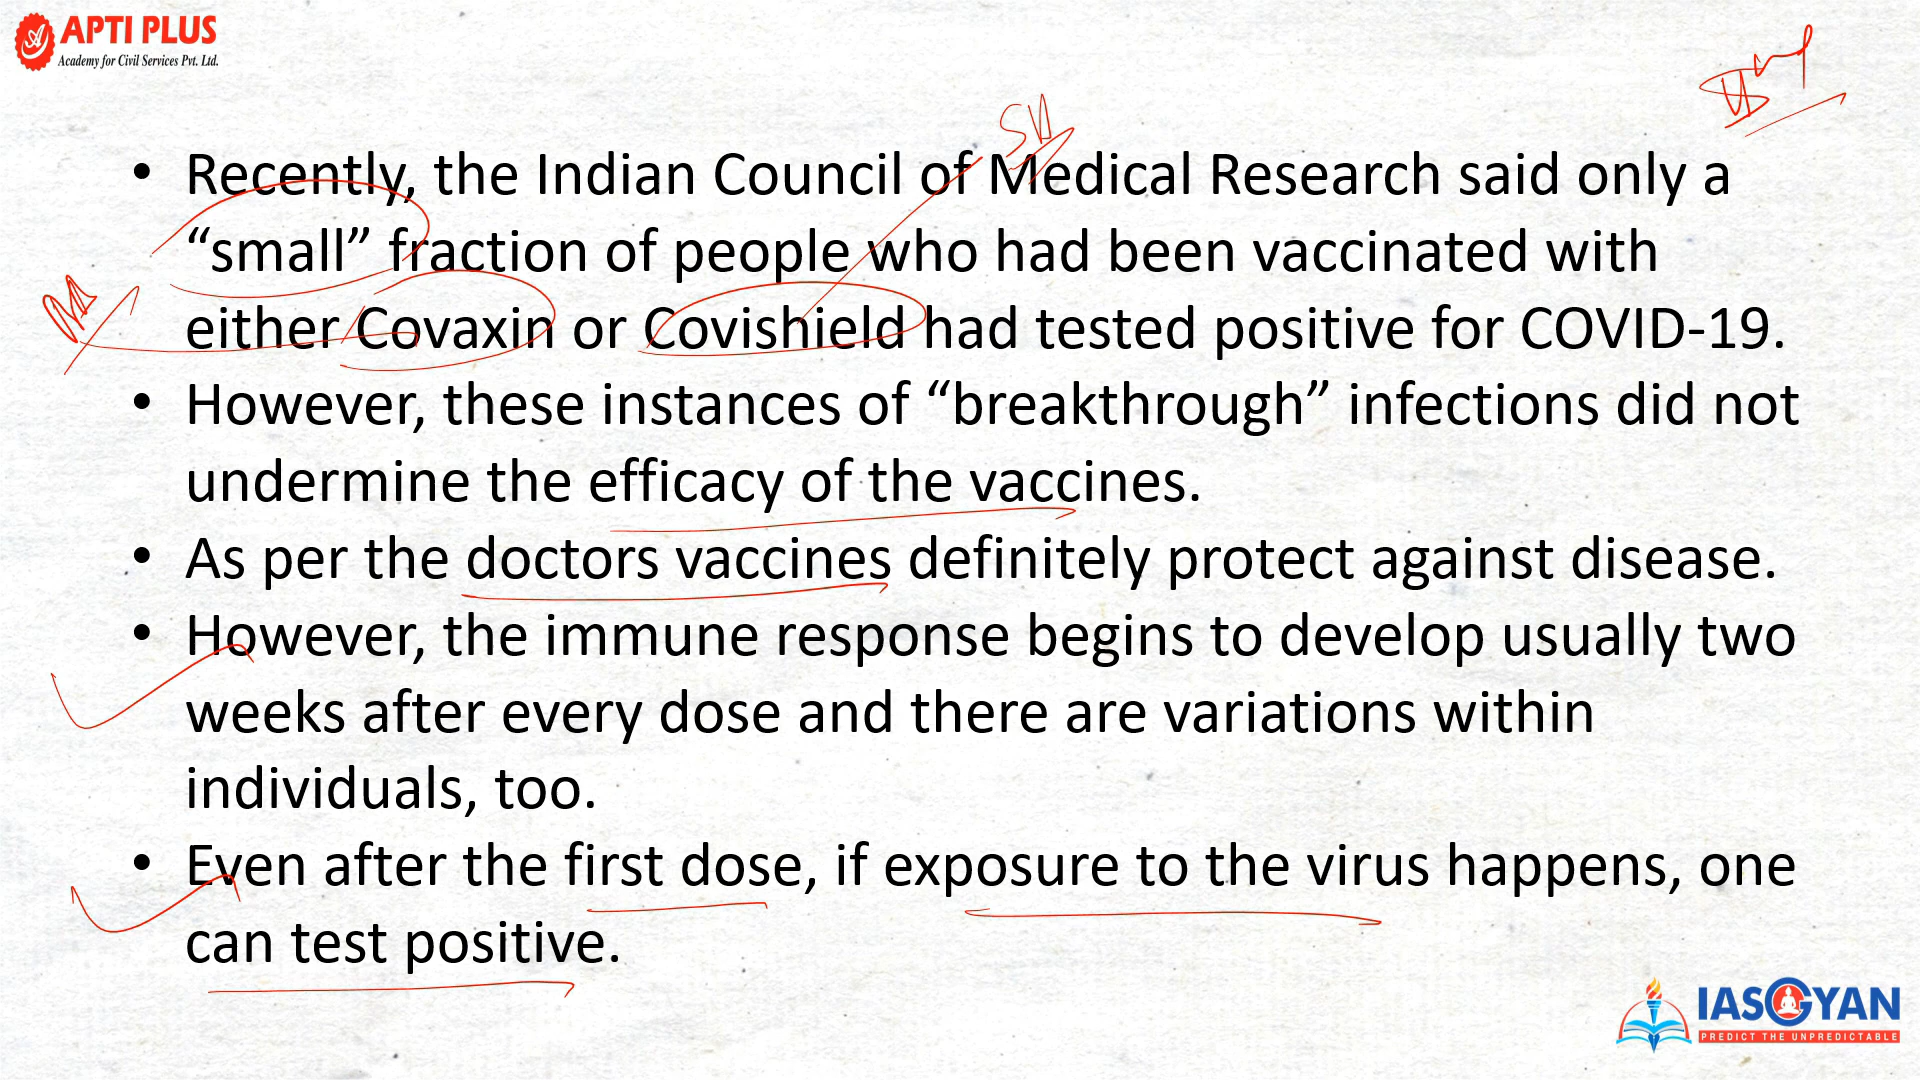 APTI PLUS
Academy for Civil Services Pvt. Ltd.
• Recently, the Indian Council of Medical Research said only a
“small” fraction of people who had been vaccinated with
either Covaxin or Covishield had tested positive for COVID-19.
• However, these instances of “breakthrough” infections did not
undermine the efficacy of the vaccines.
• As per the doctors vaccines definitely protect against disease.
• However, the immune response begins to develop usually two
weeks after every dose and there are variations within
individuals, too.
• Even after the first dose, if exposure to the virus happens, one
can test positive.
IASGYAN
PREDICT THE UNPREDICTABLE